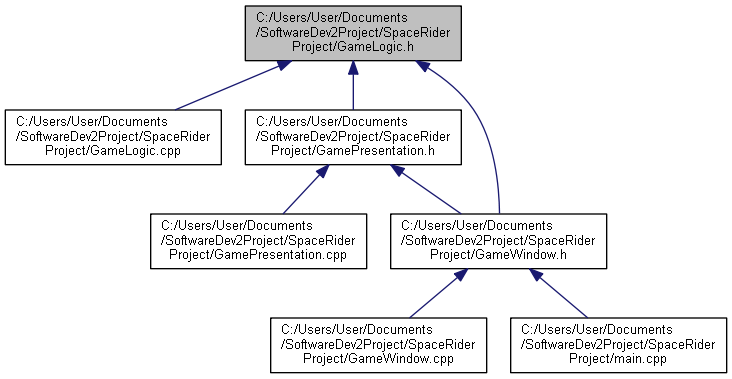 C:/Users/User/Documents
/SoftwareDev2Project/SpaceRider
Project/GameLogic.h
C:/Users/User/Documents
/SoftwareDev2Project/SpaceRider
Project/GameLogic.cpp
C:/Users/User/Documents
/SoftwareDev2Project/SpaceRider
Project/GamePresentation.h
C:/Users/User/Documents
/SoftwareDev2Project/SpaceRider
Project/GamePresentation.cpp
C:/Users/User/Documents
/SoftwareDev2Project/SpaceRider
Project/GameWindow.h
C:/Users/User/Documents
/SoftwareDev2Project/SpaceRider
Project/GameWindow.cpp
C:/Users/User/Documents
/SoftwareDev2Project/SpaceRider
Project/main.cpp